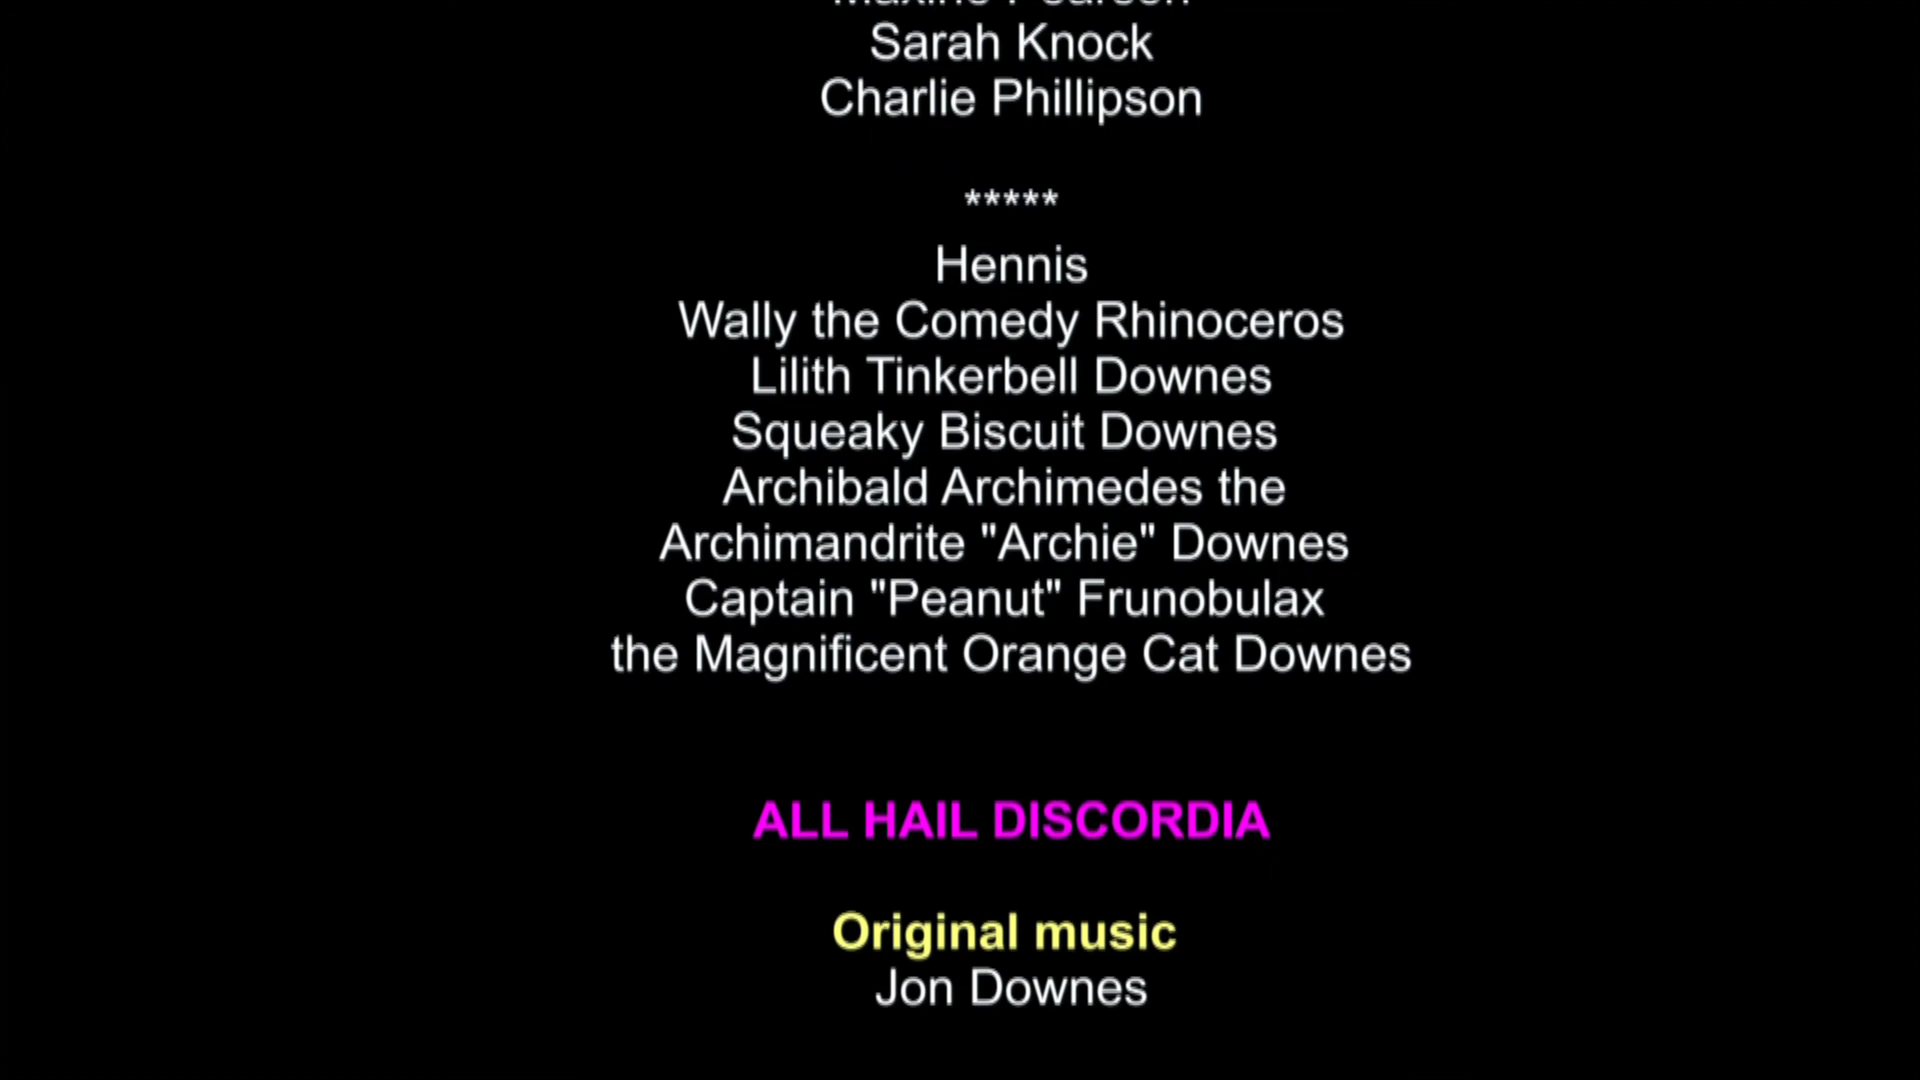 Sarah Knock
Charlie Phillipson
*****
Hennis
Wally the Comedy Rhinoceros
Lilith Tinkerbell Downes
Squeaky Biscuit Downes
Archibald Archimedes the
Archimandrite "Archie" Downes
Captain "Peanut" Frunobulax
the Magnificent Orange Cat Downes
ALL HAIL DISCORDIA
Original music
Jon Downes